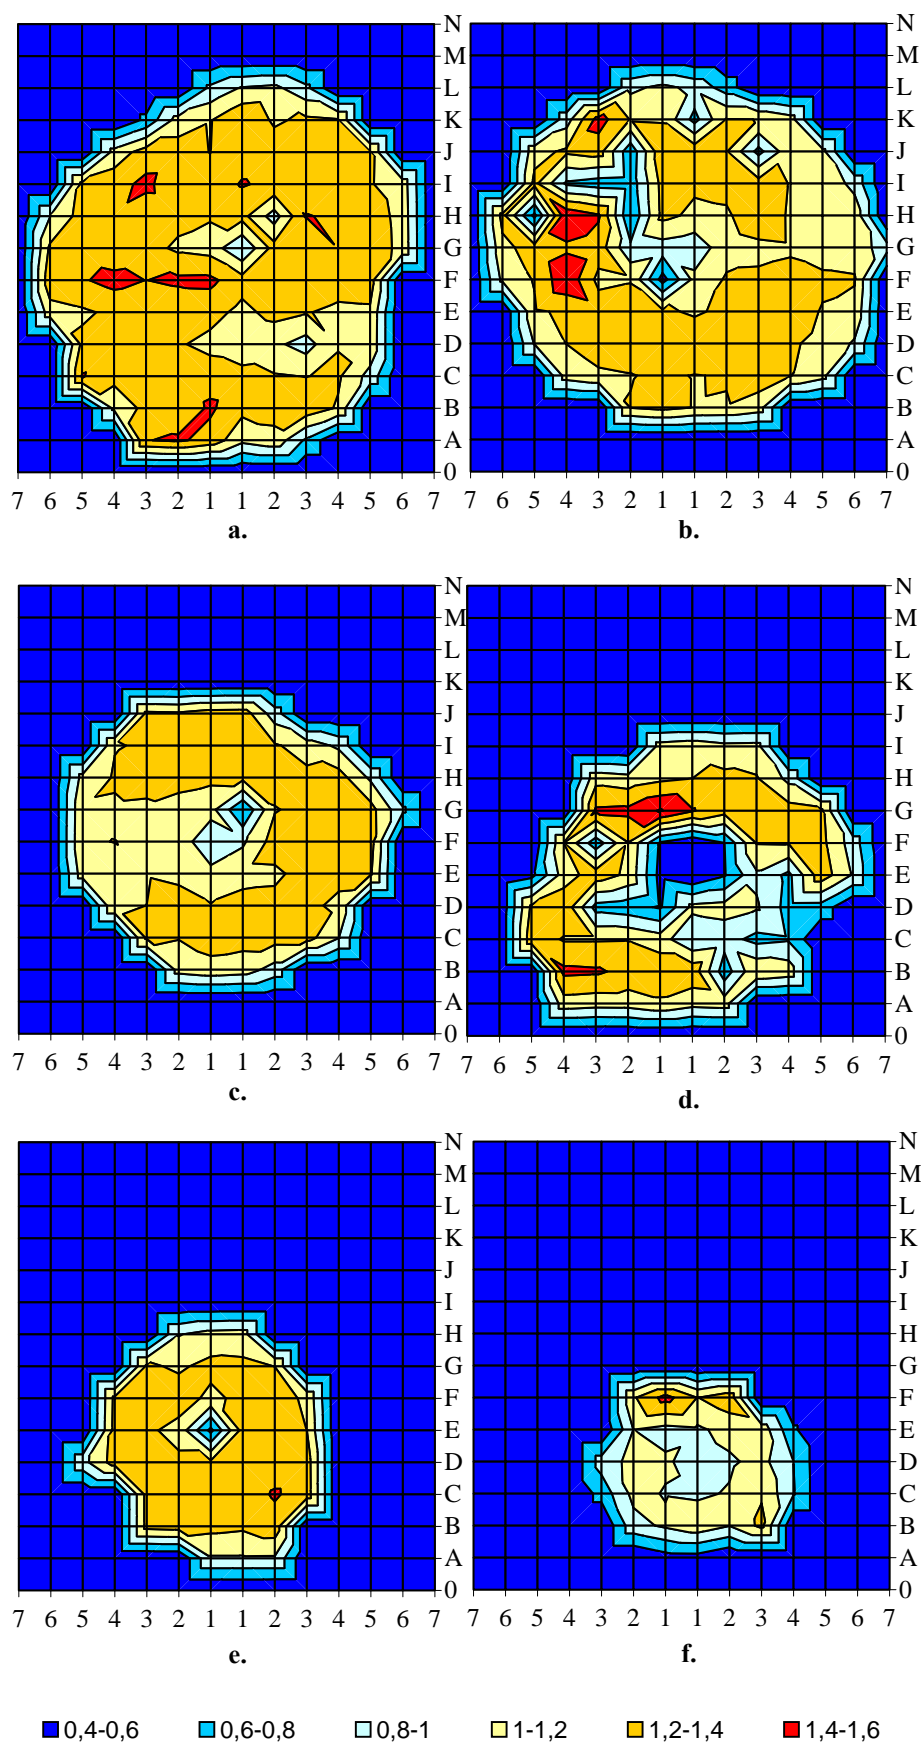 N N
M M
L L
K K
J J
I I
H H
G G
F F
E E
D D
C C
B B
A A
0 0
7 6 5 4 3 2 1 1 2 3 4 5 6 7 7 6 5 4 3 2 1 1 2 3 4 5 6 7
a. b.
N N
M M
L L
K K
J J
I I
H H
G G
F F
E E
D D
C C
B B
A A
0 0
7 6 5 4 3 2 1 1 2 3 4 5 6 7 7 6 5 4 3 2 1 1 2 3 4 5 6 7
c. d.
N N
M M
L L
K K
J J
I I
H H
G G
F F
E E
D D
C C
B B
A A
0 0
7 6 5 4 3 2 1 1 2 3 4 5 6 7 7 6 5 4 3 2 1 1 2 3 4 5 6 7
e. f.
0,4-0,6 0,6-0,8 0,8-1 1-1,2 1,2-1,4 1,4-1,6